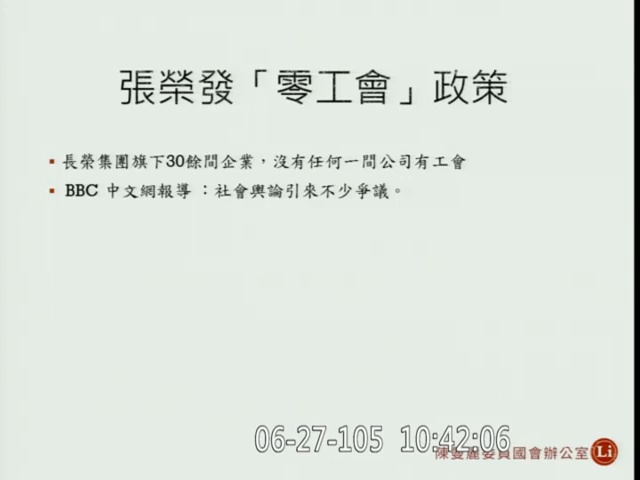 張榮發「零工會」政策
▪ 長榮集團旗下30餘間企業，沒有任何一間公司有工會
▪ BBC 中文網報導 ：社會輿論引來不少爭議。
06-27-105 10:42:06
陳曼麗委員國會辦公室 Li